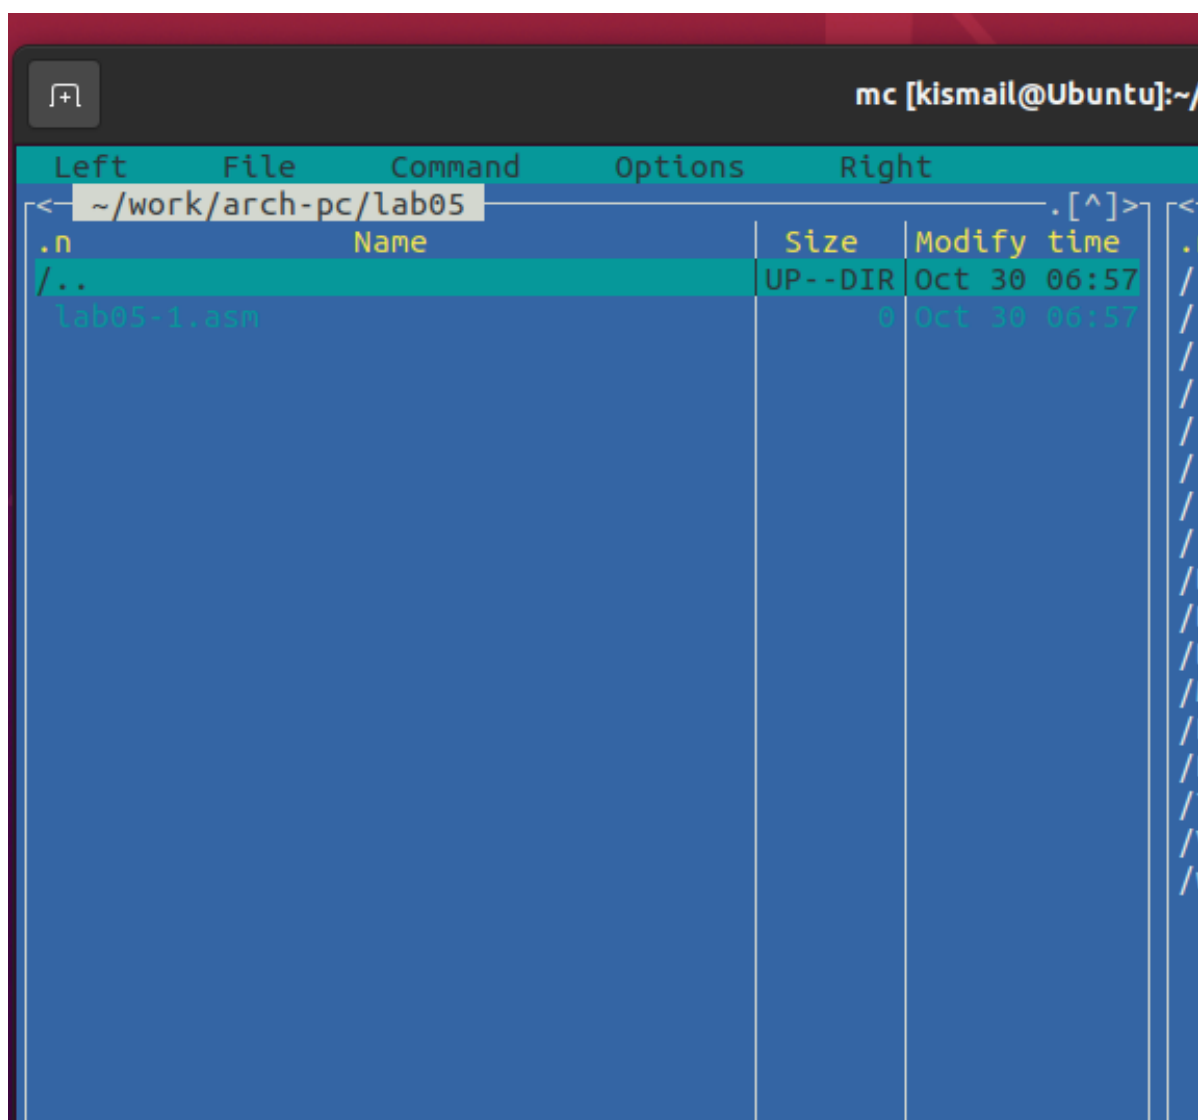 mc [kismail@Ubuntu]:~/
Left File Command Options Right
<─ ~/work/arch-pc/lab05 ─.[^]>
.n Name Size Modify time
/.. UP--DIR Oct 30 06:57
lab05-1.asm 0 Oct 30 06:57